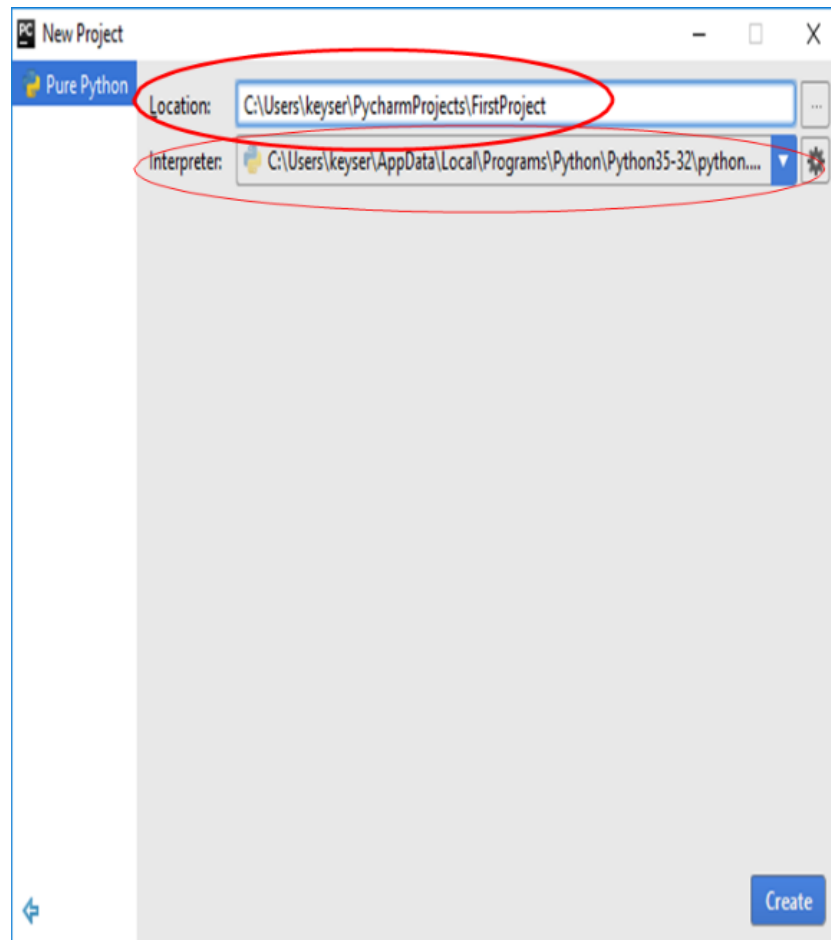 PC New Project
Pure Python
Location: C:\Users\keyser\PycharmProjects\FirstProject ...
Interpreter: C:\Users\keyser\AppData\Local\Programs\Python\Python35-32\python....
Create